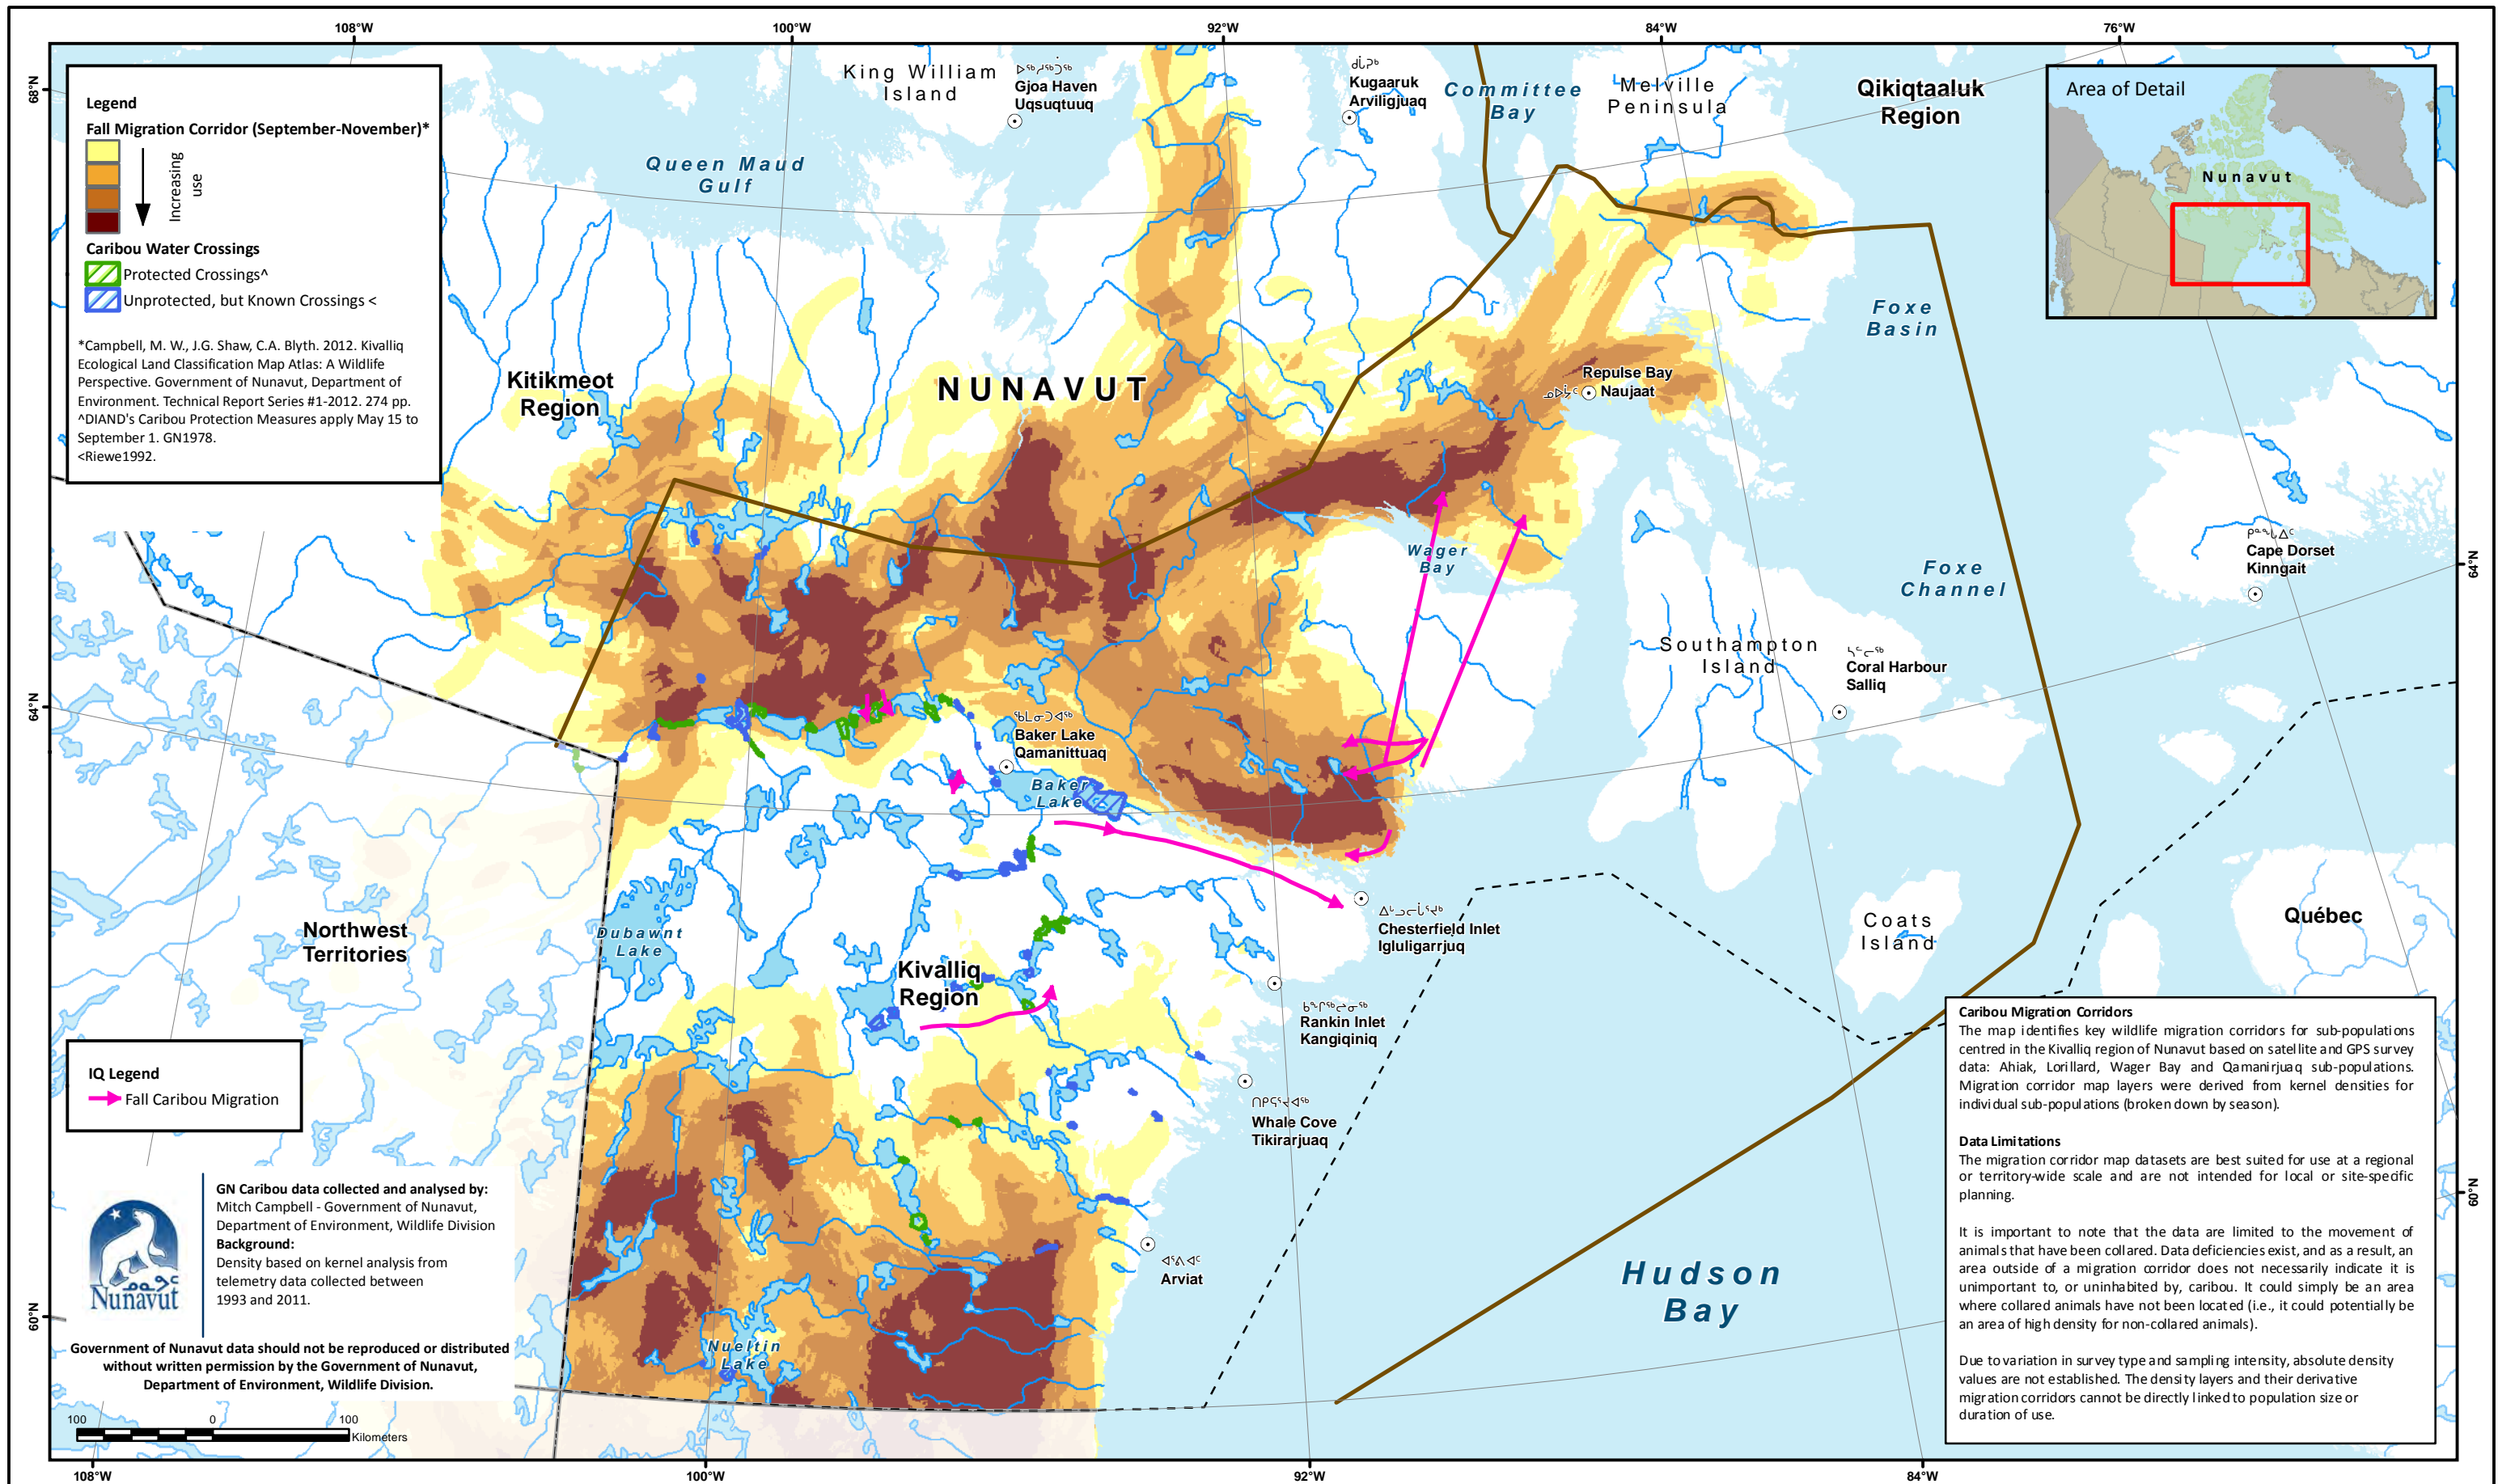 108°W
100°W
92°W
84°W
76°W
68°N
64°N
60°N
64°N
60°N
108°W
100°W
92°W
84°W
Legend
Fall Migration Corridor (September-November)*
Increasing
use
Caribou Water Crossings
Protected Crossings^
Unprotected, but Known Crossings <
*Campbell, M. W., J.G. Shaw, C.A. Blyth. 2012. Kivalliq
Ecological Land Classification Map Atlas: A Wildlife
Perspective. Government of Nunavut, Department of
Environment. Technical Report Series #1-2012. 274 pp.
^DIAND's Caribou Protection Measures apply May 15 to
September 1. GN1978.
<Riewe1992.
King William
Island
ᐅᖅᓱᖅᑑᖅ
Gjoa Haven
Uqsuqtuuq
ᑰᒑᕐᒃ
Kugaaruk
Arviligjuaq
Committee
Bay
Melville
Peninsula
Qikiqtaaluk
Region
Area of Detail
Nunavut
Queen Maud
Gulf
Foxe
Basin
Kitikmeot
Region
NUNAVUT
Repulse Bay
ᓇᐅᔮᑦ
Naujaat
Wager
Bay
Foxe
Channel
ᑭᙵᐃᑦ
Cape Dorset
Kinngait
Southampton
Island
ᓴᓪᓕᖅ
Coral Harbour
Salliq
ᖃᒪᓂᑐᐊᖅ
Baker Lake
Qamanittuaq
Baker
Lake
Northwest
Territories
Dubawnt
Lake
Kivalliq
Region
ᐃᒡᓗᓕᒑᕐᔪᒃ
Chesterfield Inlet
Igluligarrjuq
ᑲᖏᖅᖠᓂᖅ
Rankin Inlet
Kangiqiniq
ᑎᑭᕋᕐᔪᐊᖅ
Whale Cove
Tikirarjuaq
ᐊᕐᕕᐊᑦ
Arviat
Coats
Island
Québec
Nueltin
Lake
Hudson
Bay
IQ Legend
Fall Caribou Migration
ᓄᓇᕗᑦ
Nunavut
GN Caribou data collected and analysed by:
Mitch Campbell - Government of Nunavut,
Department of Environment, Wildlife Division
Background:
Density based on kernel analysis from
telemetry data collected between
1993 and 2011.
Government of Nunavut data should not be reproduced or distributed
without written permission by the Government of Nunavut,
Department of Environment, Wildlife Division.
100 0 100
Kilometers
Caribou Migration Corridors
The map identifies key wildlife migration corridors for sub-populations
centred in the Kivalliq region of Nunavut based on satellite and GPS survey
data: Ahiak, Lorillard, Wager Bay and Qamanirjuaq sub-populations.
Migration corridor map layers were derived from kernel densities for
individual sub-populations (broken down by season).
Data Limitations
The migration corridor map datasets are best suited for use at a regional
or territory-wide scale and are not intended for local or site-specific
planning.
It is important to note that the data are limited to the movement of
animals that have been collared. Data deficiencies exist, and as a result, an
area outside of a migration corridor does not necessarily indicate it is
unimportant to, or uninhabited by, caribou. It could simply be an area
where collared animals have not been located (i.e., it could potentially be
an area of high density for non-collared animals).
Due to variation in survey type and sampling intensity, absolute density
values are not established. The density layers and their derivative
migration corridors cannot be directly linked to population size or
duration of use.